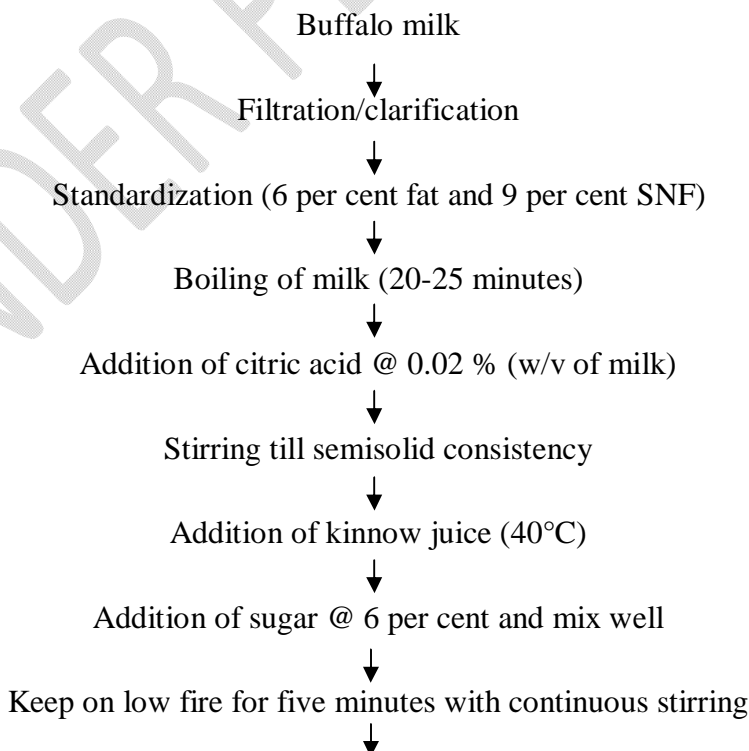 Buffalo milk
Filtration/clarification
Standardization (6 per cent fat and 9 per cent SNF)
Boiling of milk (20-25 minutes)
Addition of citric acid @ 0.02 % (w/v of milk)
Stirring till semisolid consistency
Addition of kinnow juice (40°C)
Addition of sugar @ 6 per cent and mix well
Keep on low fire for five minutes with continuous stirring